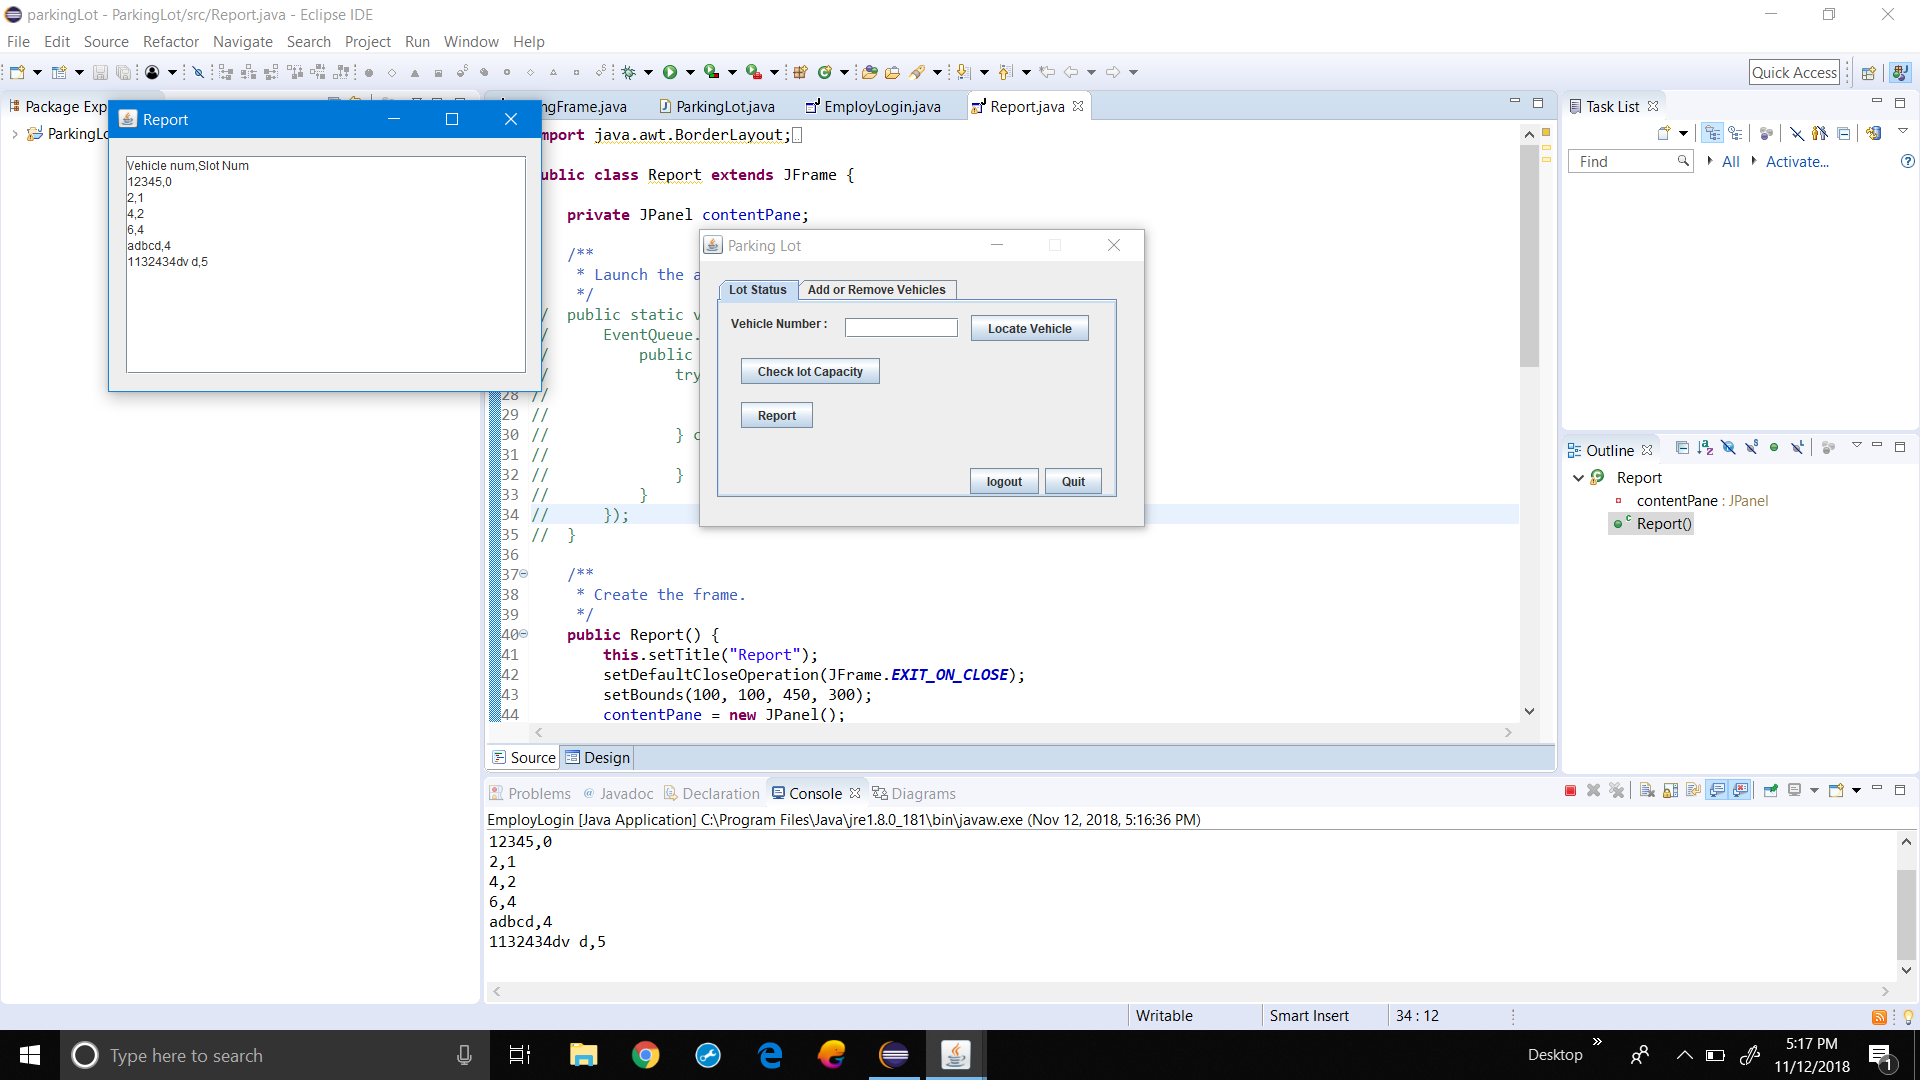 parkingLot - ParkingLot/src/Report.java - Eclipse IDE
File Edit Source Refactor Navigate Search Project Run Window Help
Quick Access
Package Exp
ParkingLo
Report
Vehicle num,Slot Num
12345,0
2,1
4,2
6,4
adbcd,4
1132434dv d,5
ngFrame.java ParkingLot.java EmployLogin.java Report.java
mport java.awt.BorderLayout;
ublic class Report extends JFrame {
private JPanel contentPane;
/**
* Launch the a
*/
/ public static v
/ EventQueue.
/ public
/ try
28 //
29 //
30 // } c
31 //
32 // }
33 // }
34 // });
35 // }
36
37 /**
38 * Create the frame.
39 */
40 public Report() {
41 this.setTitle("Report");
42 setDefaultCloseOperation(JFrame.EXIT_ON_CLOSE);
43 setBounds(100, 100, 450, 300);
44 contentPane = new JPanel();
Source Design
Parking Lot
Lot Status Add or Remove Vehicles
Vehicle Number : Locate Vehicle
Check lot Capacity
Report
logout Quit
Task List
Find All Activate...
Outline
Report
contentPane : JPanel
Report()
Problems @ Javadoc Declaration Console Diagrams
EmployLogin [Java Application] C:\Program Files\Java\jre1.8.0_181\bin\javaw.exe (Nov 12, 2018, 5:16:36 PM)
12345,0
2,1
4,2
6,4
adbcd,4
1132434dv d,5
Writable Smart Insert 34 : 12
Type here to search
Desktop
5:17 PM
11/12/2018
1